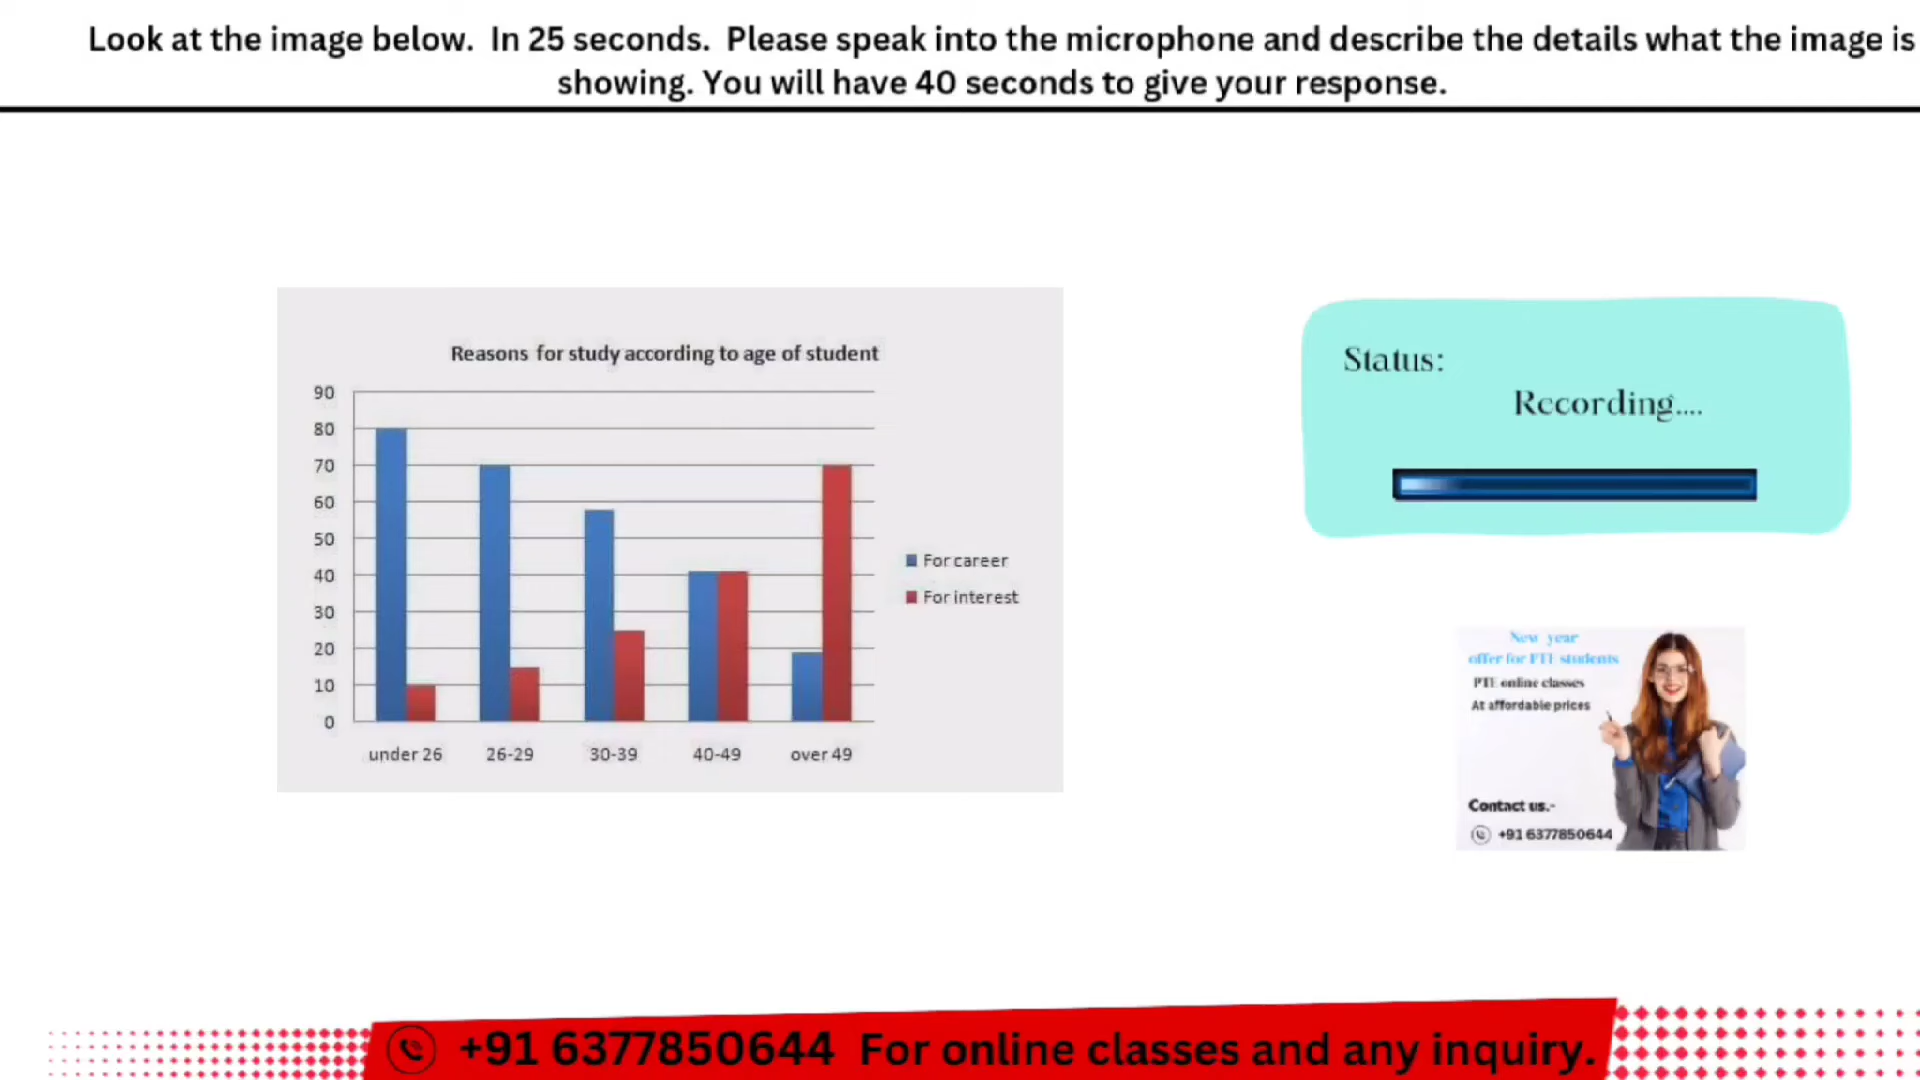 Look at the image below. In 25 seconds. Please speak into the microphone and describe the details what the image is
showing. You will have 40 seconds to give your response.
Reasons for study according to age of student
90
80
70
60
50
40
30
20
10
0
under 26 26-29 30-39 40-49 over 49
For career
For interest
Status:
Recording....
New year
offer for PTE students
PTE online classes
At affordable prices
Contact us.-
+91 6377850644
+91 6377850644 For online classes and any inquiry.